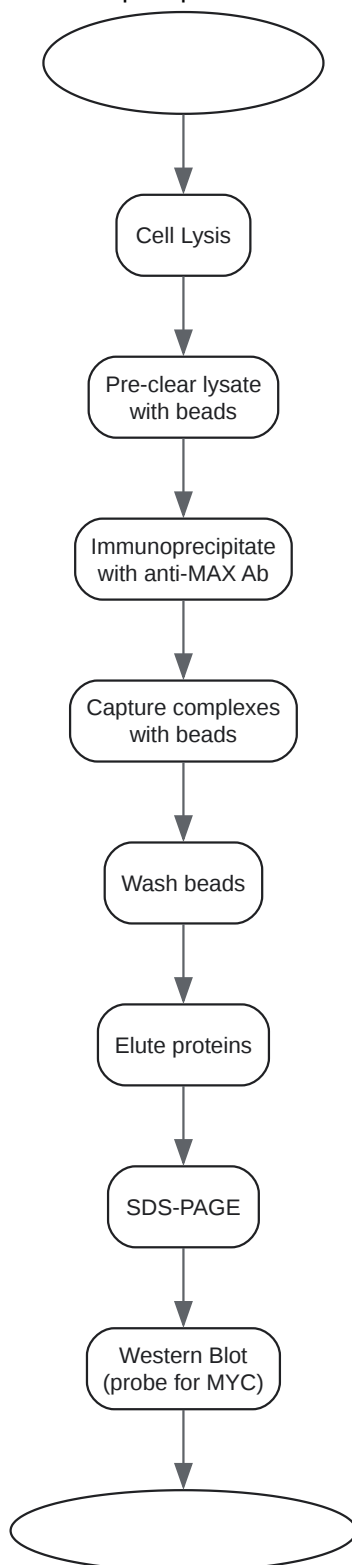 Cell Lysis
Pre-clear lysate
with beads
Immunoprecipitate
with anti-MAX Ab
Capture complexes
with beads
Wash beads
Elute proteins
SDS-PAGE
Western Blot
(probe for MYC)